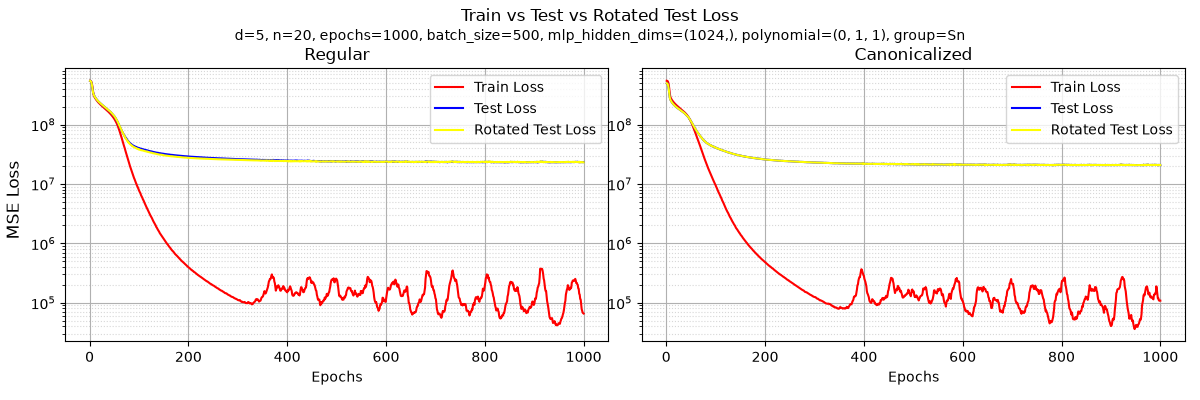 Train vs Test vs Rotated Test Loss
d=5, n=20, epochs=1000, batch_size=500, mlp_hidden_dims=(1024,), polynomial=(0, 1, 1), group=Sn
Regular
Canonicalized
MSE Loss
10⁸
10⁷
10⁶
10⁵
Train Loss
Test Loss
Rotated Test Loss
0 200 400 600 800 1000
Epochs
10⁸
10⁷
10⁶
10⁵
Train Loss
Test Loss
Rotated Test Loss
0 200 400 600 800 1000
Epochs